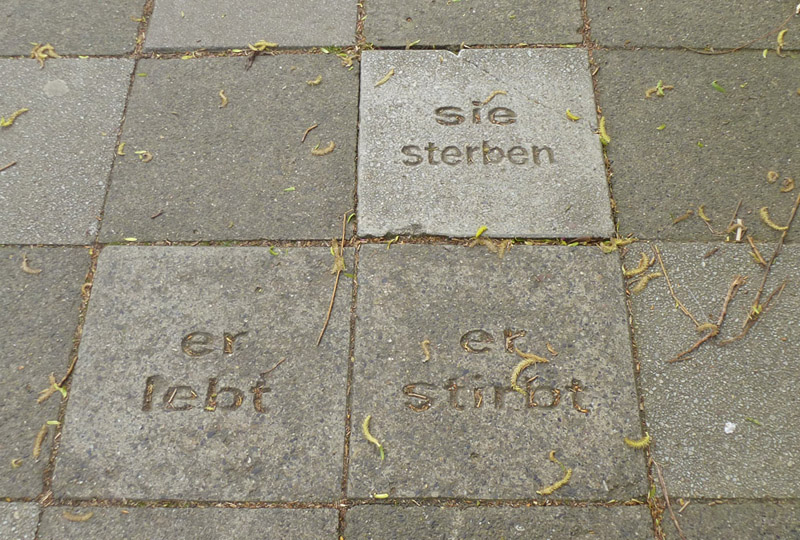 sie
sterben
er
lebt
er
stirbt